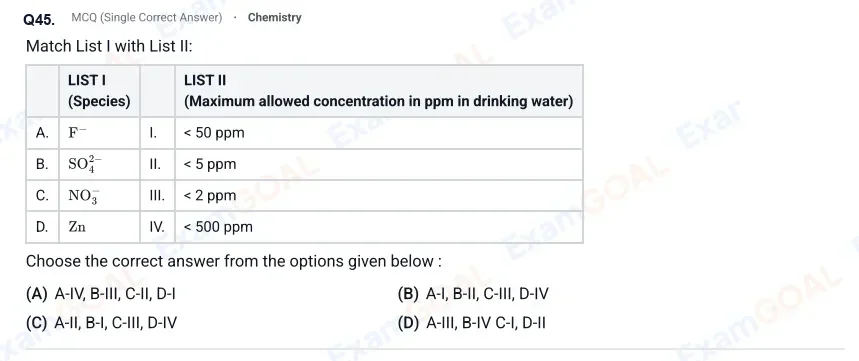 Q45. MCQ (Single Correct Answer) · Chemistry
Match List I with List II:
LIST I (Species) LIST II (Maximum allowed concentration in ppm in drinking water)
A. F⁻ I. < 50 ppm
B. SO₄²⁻ II. < 5 ppm
C. NO₃⁻ III. < 2 ppm
D. Zn IV. < 500 ppm
Choose the correct answer from the options given below :
(A) A-IV, B-III, C-II, D-I (B) A-I, B-II, C-III, D-IV
(C) A-II, B-I, C-III, D-IV (D) A-III, B-IV C-I, D-II
ExamGOAL